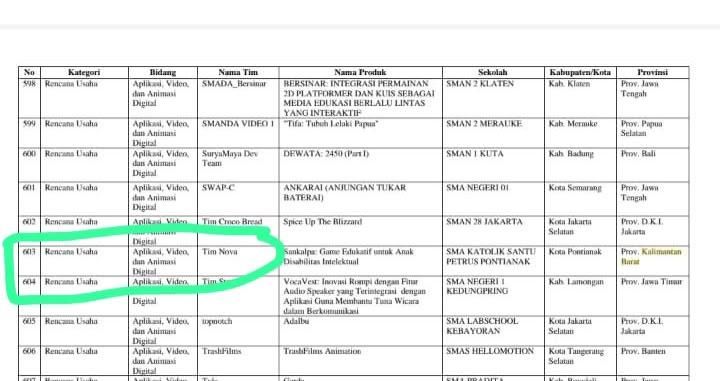 No Kategori Bidang Nama Tim Nama Produk Sekolah Kabupaten/Kota Provinsi
598 Rencana Usaha Aplikasi, Video, SMADA_Bersinar BERSINAR: INTEGRASI PERMAINAN SMAN 2 KLATEN Kab. Klaten Prov. Jawa
dan Animasi 2D PLATFORMER DAN KUIS SEBAGAI Tengah
Digital MEDIA EDUKASI BERLALU LINTAS
YANG INTERAKTIF
599 Rencana Usaha Aplikasi, Video, SMANDA VIDEO 1 "Tifa: Tubuh Lelaki Papua" SMAN 2 MERAUKE Kab. Merauke Prov. Papua
dan Animasi Selatan
Digital
600 Rencana Usaha Aplikasi, Video, SuryaMaya Dev DEWATA: 2450 (Part I) SMAN 1 KUTA Kab. Badung Prov. Bali
dan Animasi Team
Digital
601 Rencana Usaha Aplikasi, Video, SWAP-C ANKARAI (ANJUNGAN TUKAR SMA NEGERI 01 Kota Semarang Prov. Jawa
dan Animasi BATERAI) Tengah
Digital
602 Rencana Usaha Aplikasi, Video, Tim Croco Bread Spice Up The Blizzard SMAN 28 JAKARTA Kota Jakarta Prov. D.K.I.
Selatan Jakarta
Digital
603 Rencana Usaha Aplikasi, Video, Tim Nova Sankalpa: Game Edukatif untuk Anak SMA KATOLIK SANTU Kota Pontianak Prov. Kalimantan
dan Animasi Disabilitas Intelektual PETRUS PONTIANAK Barat
Digital
604 Rencana Usaha Aplikasi, Video, Tim VocaVest: Inovasi Rompi dengan Fitur SMA NEGERI 1 Kab. Lamongan Prov. Jawa Timur
Audio Speaker yang Terintegrasi dengan KEDUNGPRING
Digital Aplikasi Guna Membantu Tuna Wicara
dalam Berkomunikasi
605 Rencana Usaha Aplikasi, Video, topnotch Adalbu SMA LABSCHOOL Kota Jakarta Prov. D.K.I.
dan Animasi KEBAYORAN Selatan Jakarta
Digital
606 Rencana Usaha Aplikasi, Video, TrashFilms TrashFilms Animation SMAS HELLOMOTION Kota Tangerang Prov. Banten
dan Animasi Selatan
Digital